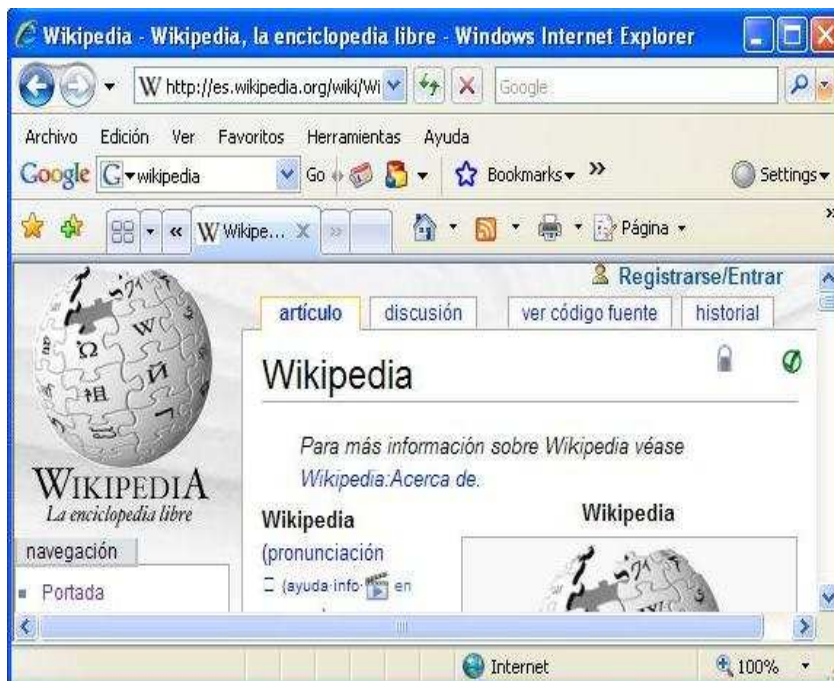 Wikipedia - Wikipedia, la enciclopedia libre - Windows Internet Explorer
W http://es.wikipedia.org/wiki/Wi Google
Archivo Edición Ver Favoritos Herramientas Ayuda
Google G wikipedia Go Bookmarks Settings
W Wikipe... Página
Registrarse/Entrar
artículo discusión ver código fuente historial
Wikipedia
Para más información sobre Wikipedia véase
Wikipedia:Acerca de.
WIKIPEDIA
La enciclopedia libre
navegación
Portada
Wikipedia
(pronunciación
(ayuda·info· en
Wikipedia
Internet 100%